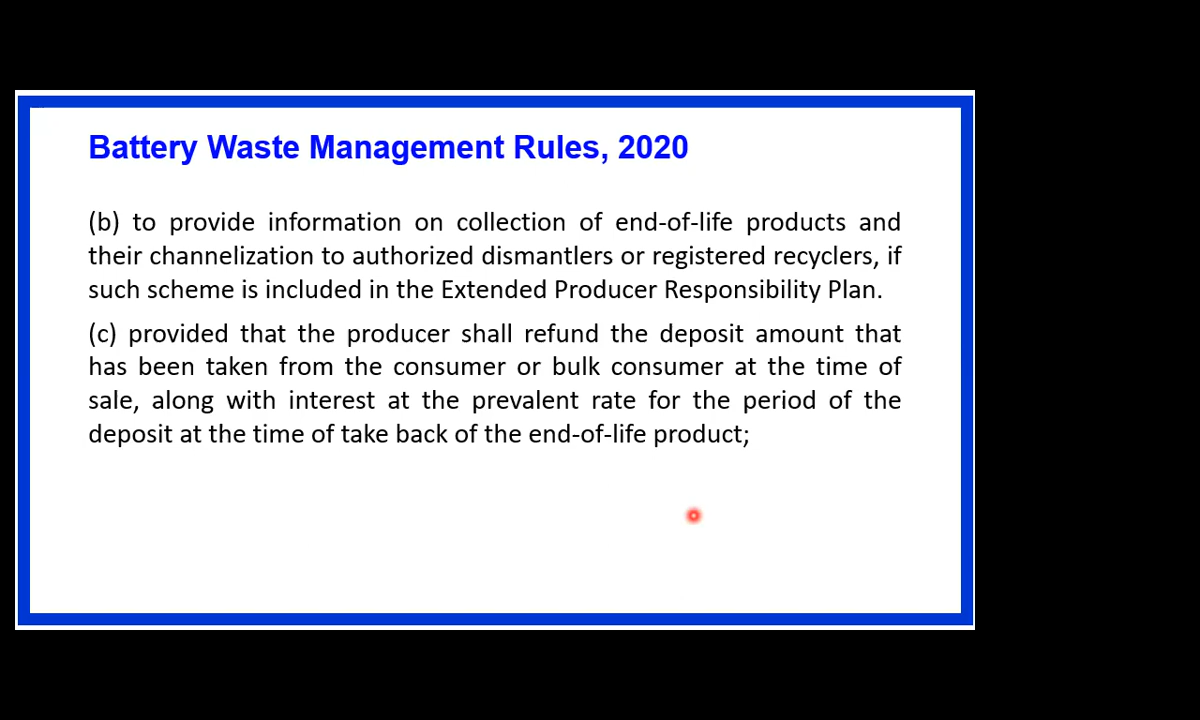 Battery Waste Management Rules, 2020
(b) to provide information on collection of end-of-life products and
their channelization to authorized dismantlers or registered recyclers, if
such scheme is included in the Extended Producer Responsibility Plan.
(c) provided that the producer shall refund the deposit amount that
has been taken from the consumer or bulk consumer at the time of
sale, along with interest at the prevalent rate for the period of the
deposit at the time of take back of the end-of-life product;